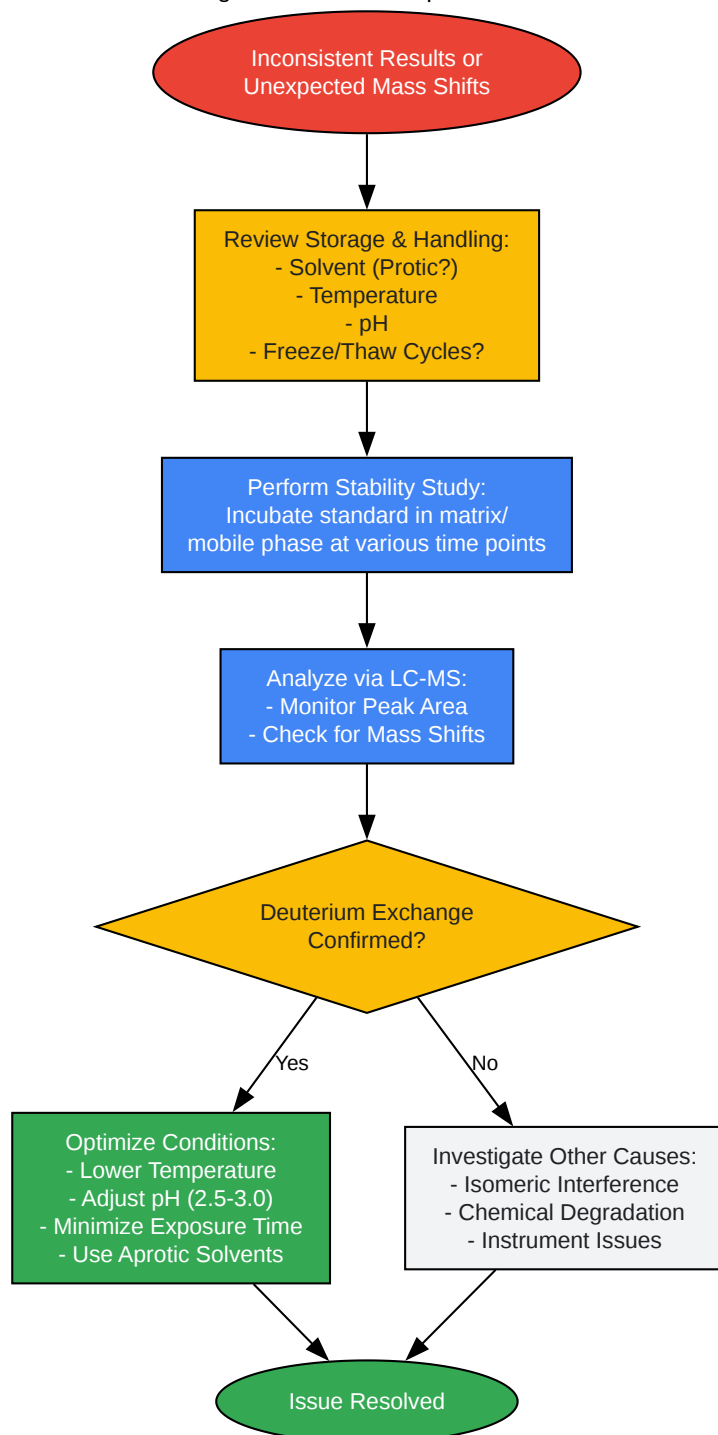 Inconsistent Results or
Unexpected Mass Shifts
Review Storage & Handling:
- Solvent (Protic?)
- Temperature
- pH
- Freeze/Thaw Cycles?
Perform Stability Study:
Incubate standard in matrix/
mobile phase at various time points
Analyze via LC-MS:
- Monitor Peak Area
- Check for Mass Shifts
Deuterium Exchange
Confirmed?
Yes
No
Optimize Conditions:
- Lower Temperature
- Adjust pH (2.5-3.0)
- Minimize Exposure Time
- Use Aprotic Solvents
Investigate Other Causes:
- Isomeric Interference
- Chemical Degradation
- Instrument Issues
Issue Resolved